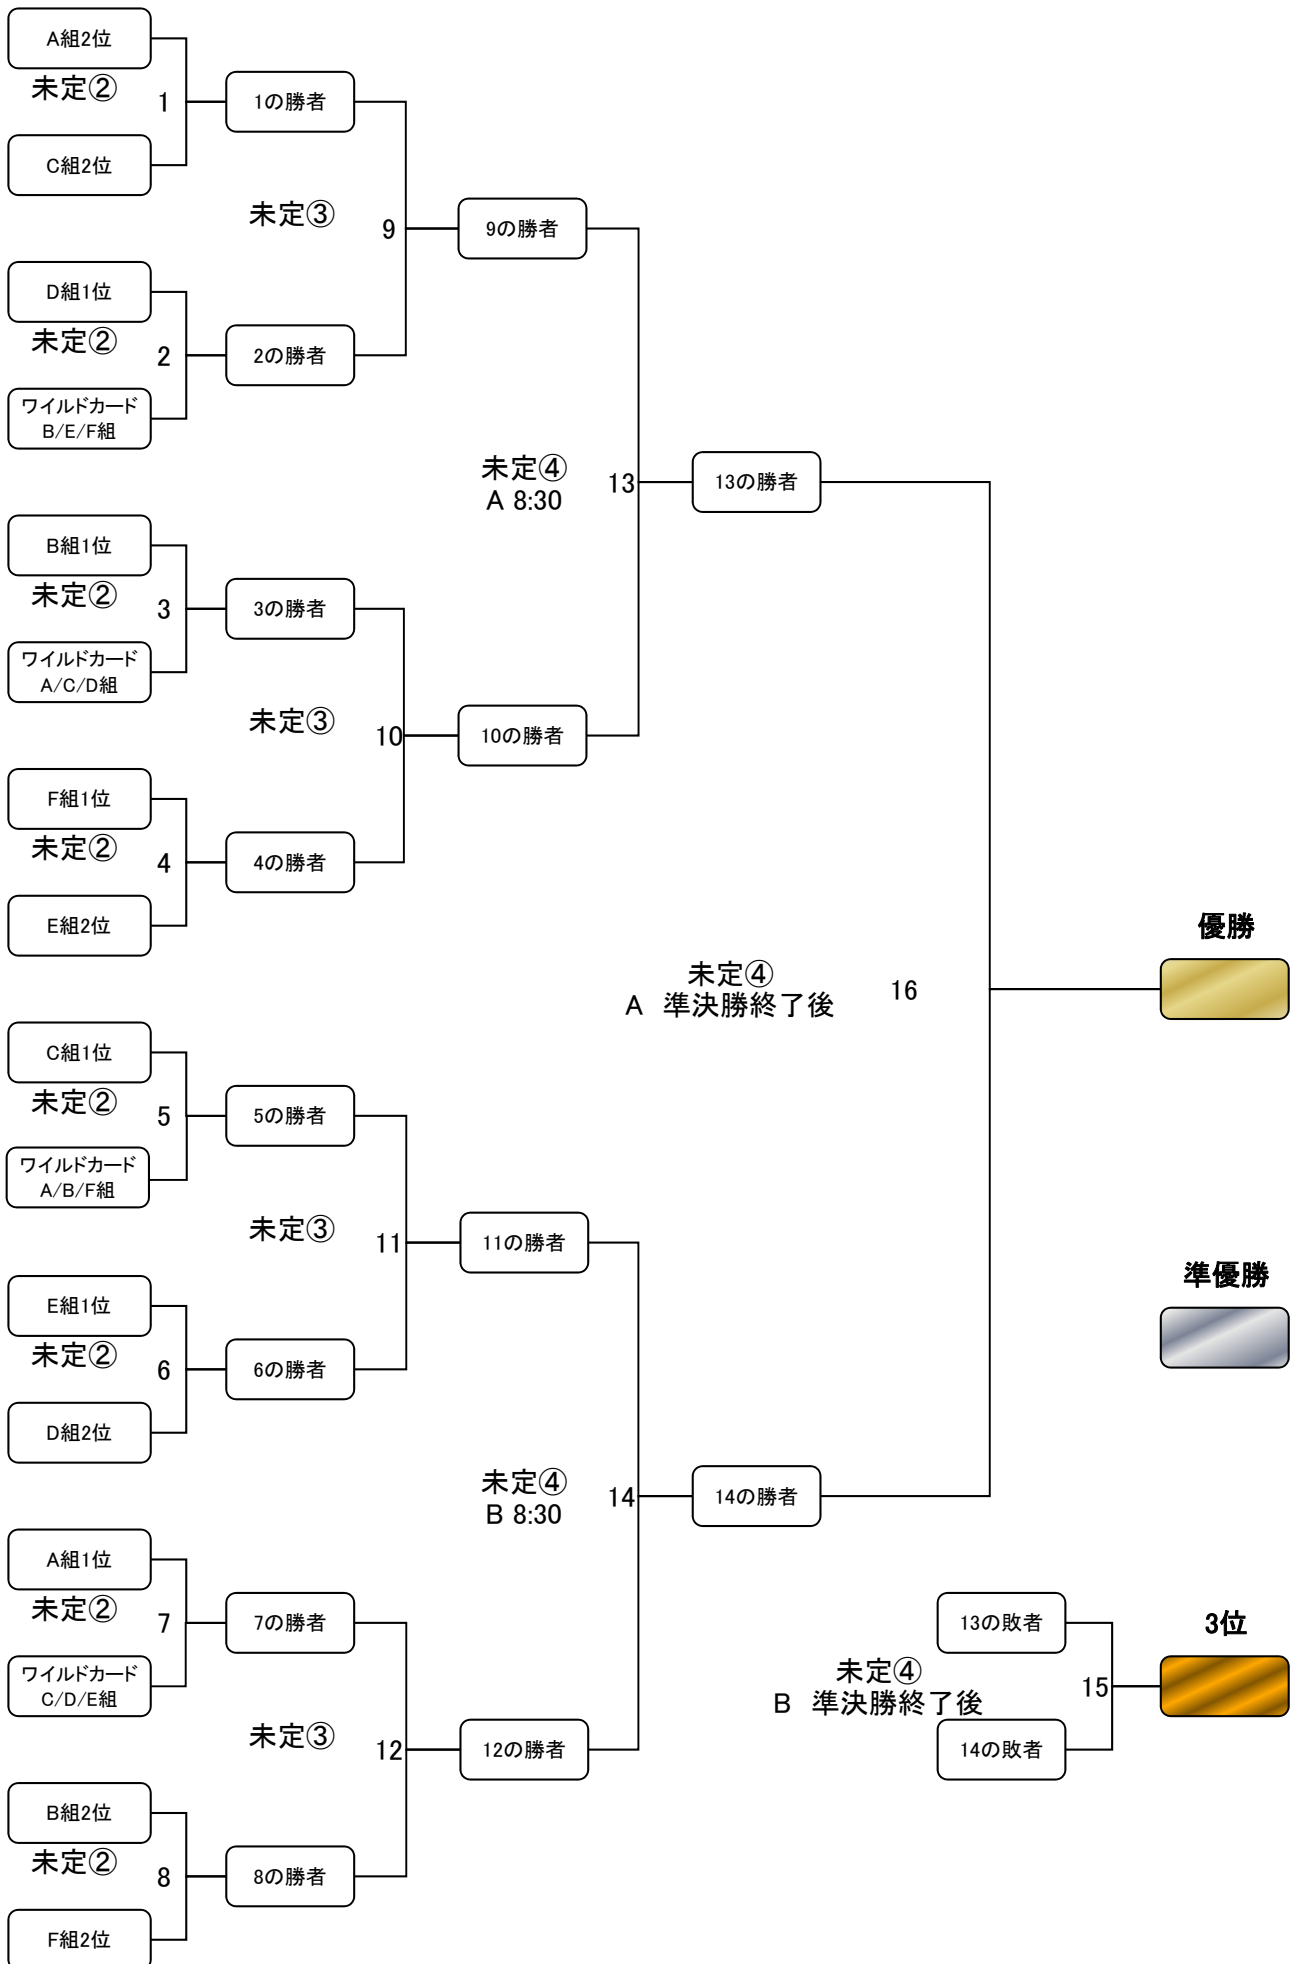 A組2位
未定②
1
C組2位
1の勝者
未定③
9
D組1位
未定②
2
ワイルドカード
B/E/F組
2の勝者
9の勝者
未定④
A 8:30
13
13の勝者
B組1位
未定②
3
ワイルドカード
A/C/D組
3の勝者
未定③
10
10の勝者
F組1位
未定②
4
E組2位
4の勝者
未定④
A 準決勝終了後
16
優勝
C組1位
未定②
5
ワイルドカード
A/B/F組
5の勝者
未定③
11
11の勝者
E組1位
未定②
6
D組2位
6の勝者
準優勝
未定④
B 8:30
14
14の勝者
A組1位
未定②
7
ワイルドカード
C/D/E組
7の勝者
未定③
12
12の勝者
13の敗者
未定④
B 準決勝終了後
15
14の敗者
3位
B組2位
未定②
8
F組2位
8の勝者